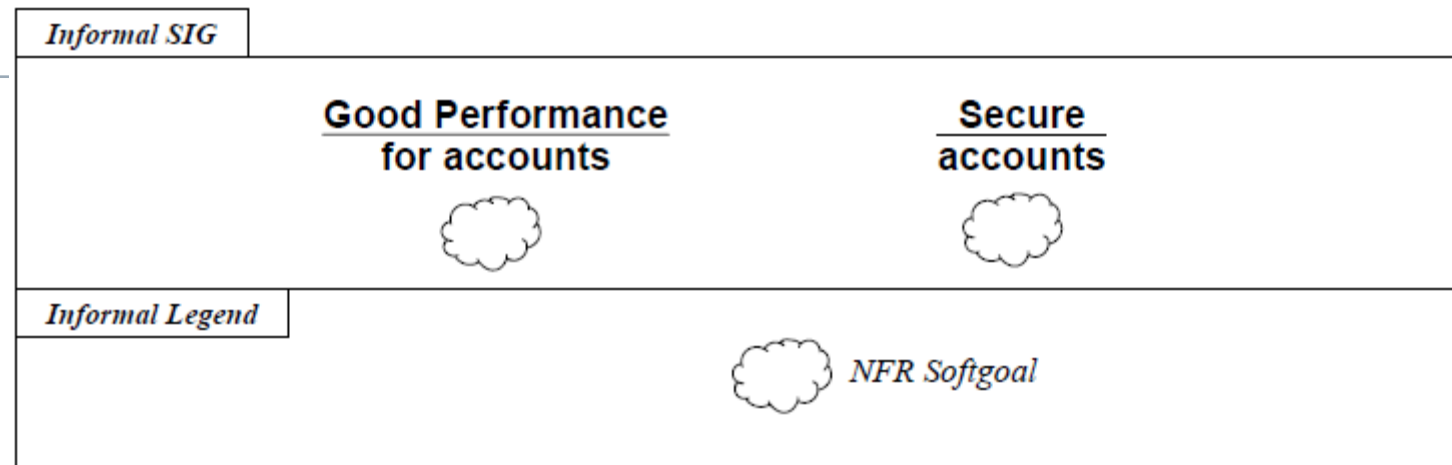 Informal SIG
Good Performance
for accounts
Secure
accounts
Informal Legend
NFR Softgoal